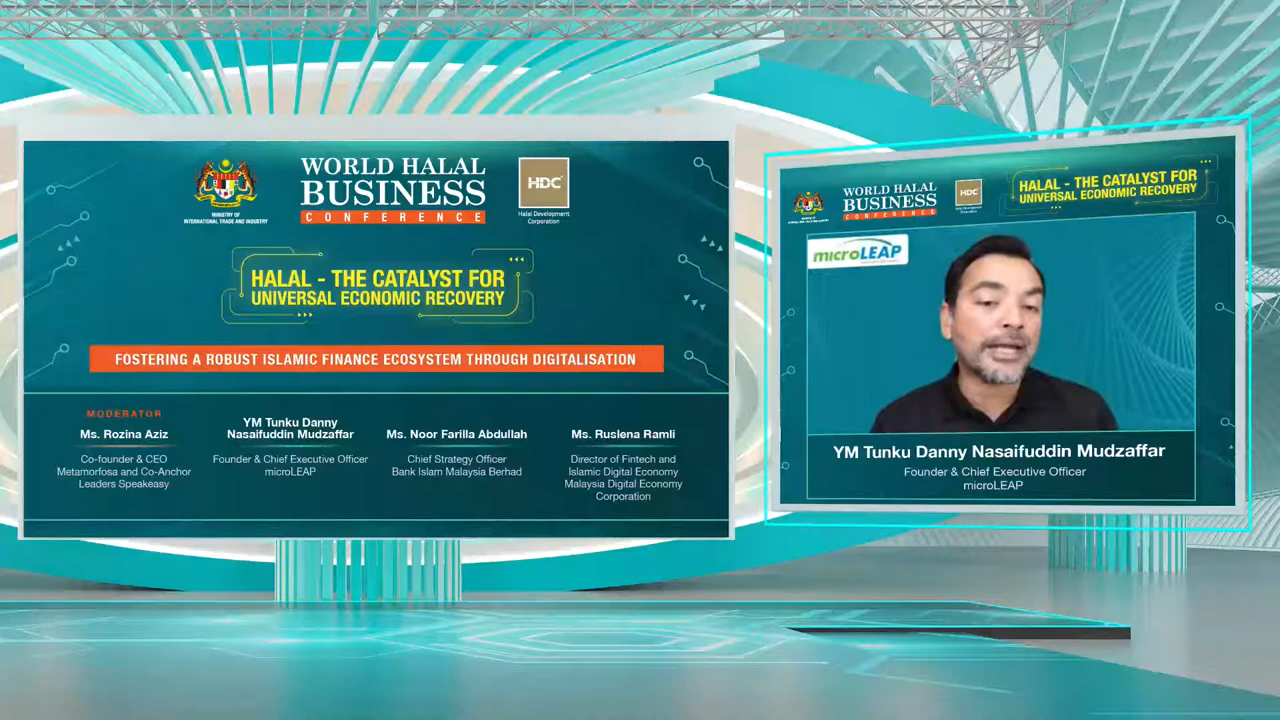 MINISTRY OF
INTERNATIONAL TRADE AND INDUSTRY
WORLD HALAL
BUSINESS
CONFERENCE
HDC
Halal Development
Corporation
HALAL - THE CATALYST FOR
UNIVERSAL ECONOMIC RECOVERY
FOSTERING A ROBUST ISLAMIC FINANCE ECOSYSTEM THROUGH DIGITALISATION
MODERATOR
Ms. Rozina Aziz
Co-founder & CEO
Metamorfosa and Co-Anchor
Leaders Speakeasy
YM Tunku Danny
Nasaifuddin Mudzaffar
Founder & Chief Executive Officer
microLEAP
Ms. Noor Farilla Abdullah
Chief Strategy Officer
Bank Islam Malaysia Berhad
Ms. Ruslena Ramli
Director of Fintech and
Islamic Digital Economy
Malaysia Digital Economy
Corporation
WORLD HALAL
BUSINESS
CONFERENCE
HDC
HALAL - THE CATALYST FOR
UNIVERSAL ECONOMIC RECOVERY
microLEAP
YM Tunku Danny Nasaifuddin Mudzaffar
Founder & Chief Executive Officer
microLEAP